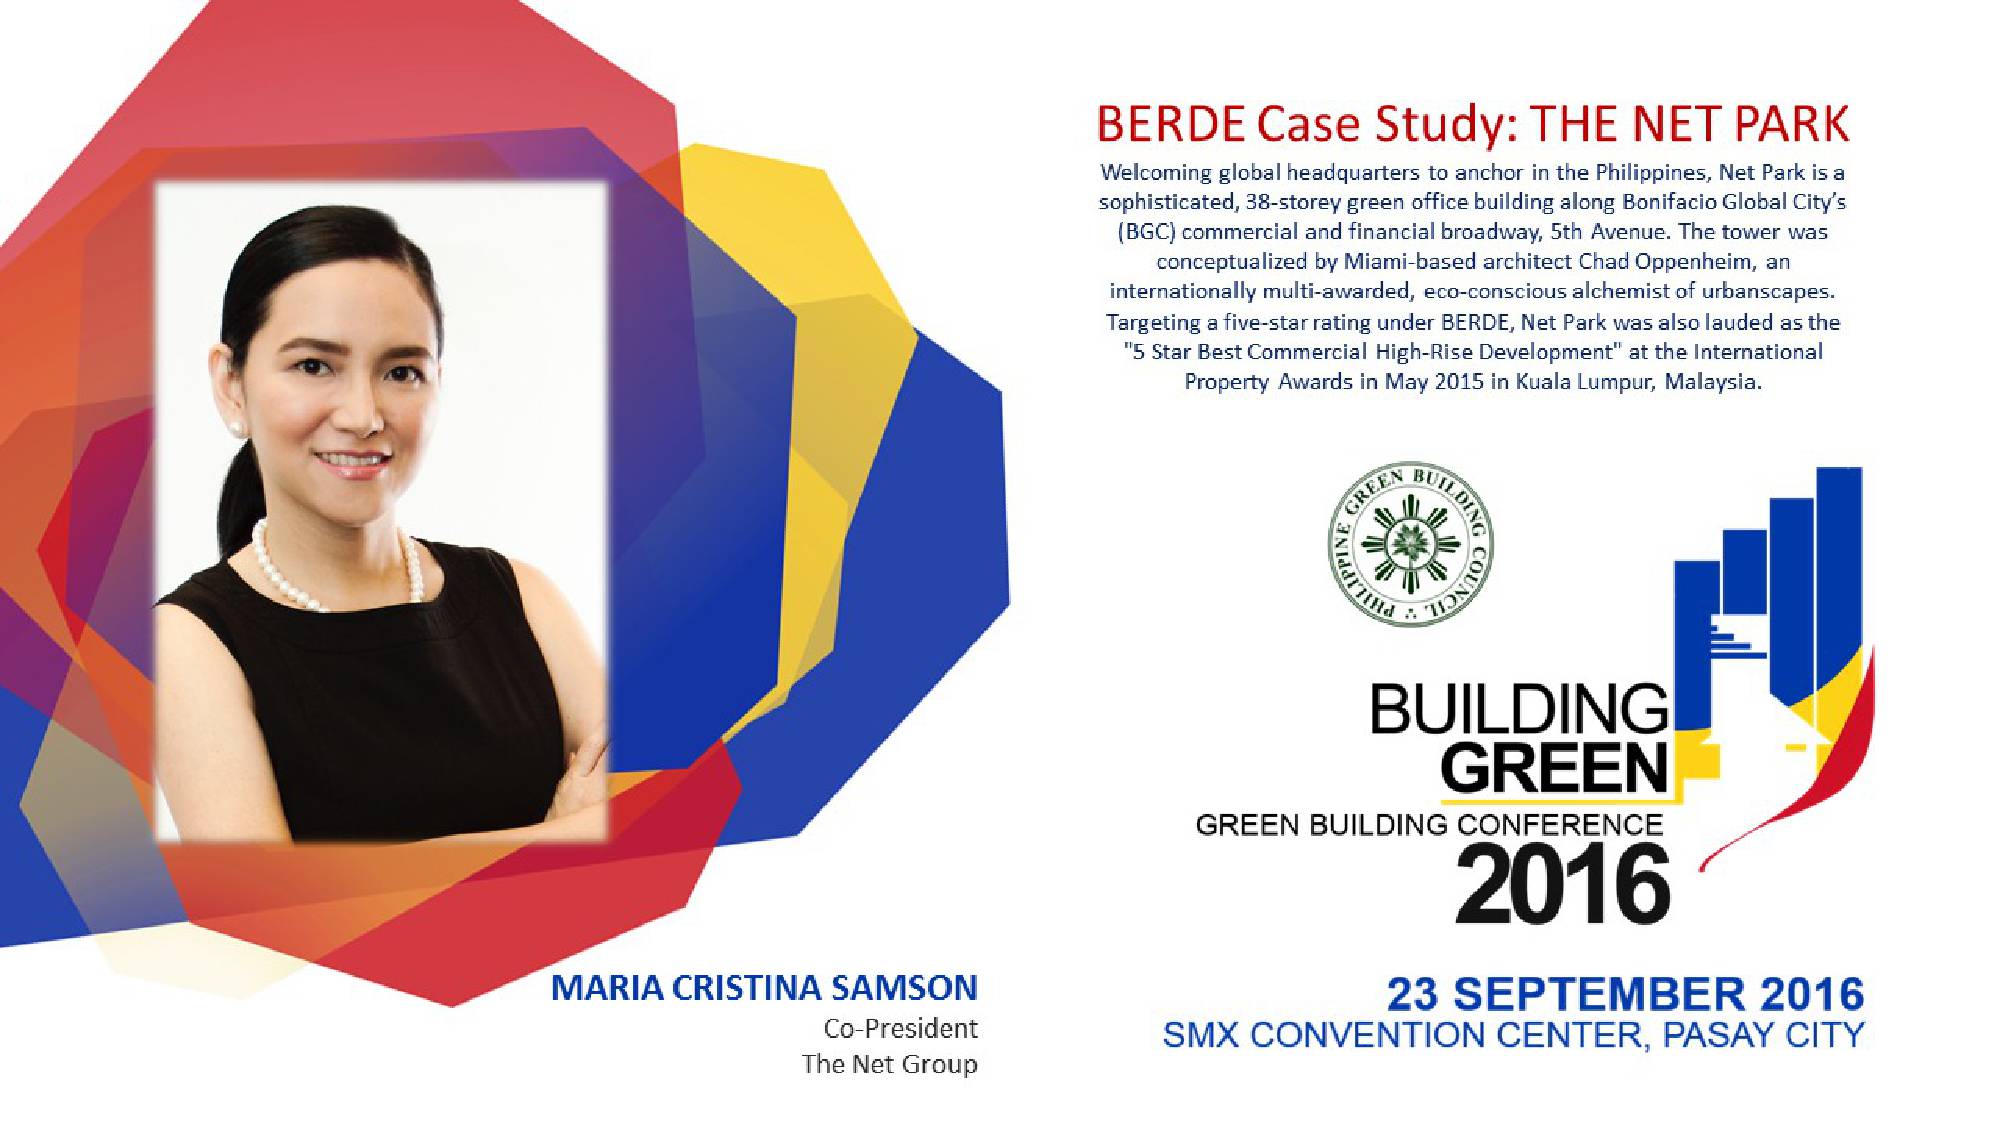 BERDE Case Study: THE NET PARK
Welcoming global headquarters to anchor in the Philippines, Net Park is a
sophisticated, 38-storey green office building along Bonifacio Global City’s
(BGC) commercial and financial broadway, 5th Avenue. The tower was
conceptualized by Miami-based architect Chad Oppenheim, an
internationally multi-awarded, eco-conscious alchemist of urbanscapes.
Targeting a five-star rating under BERDE, Net Park was also lauded as the
"5 Star Best Commercial High-Rise Development" at the International
Property Awards in May 2015 in Kuala Lumpur, Malaysia.
PHILIPPINE GREEN BUILDING COUNCIL
BUILDING
GREEN
GREEN BUILDING CONFERENCE
2016
MARIA CRISTINA SAMSON
Co-President
The Net Group
23 SEPTEMBER 2016
SMX CONVENTION CENTER, PASAY CITY